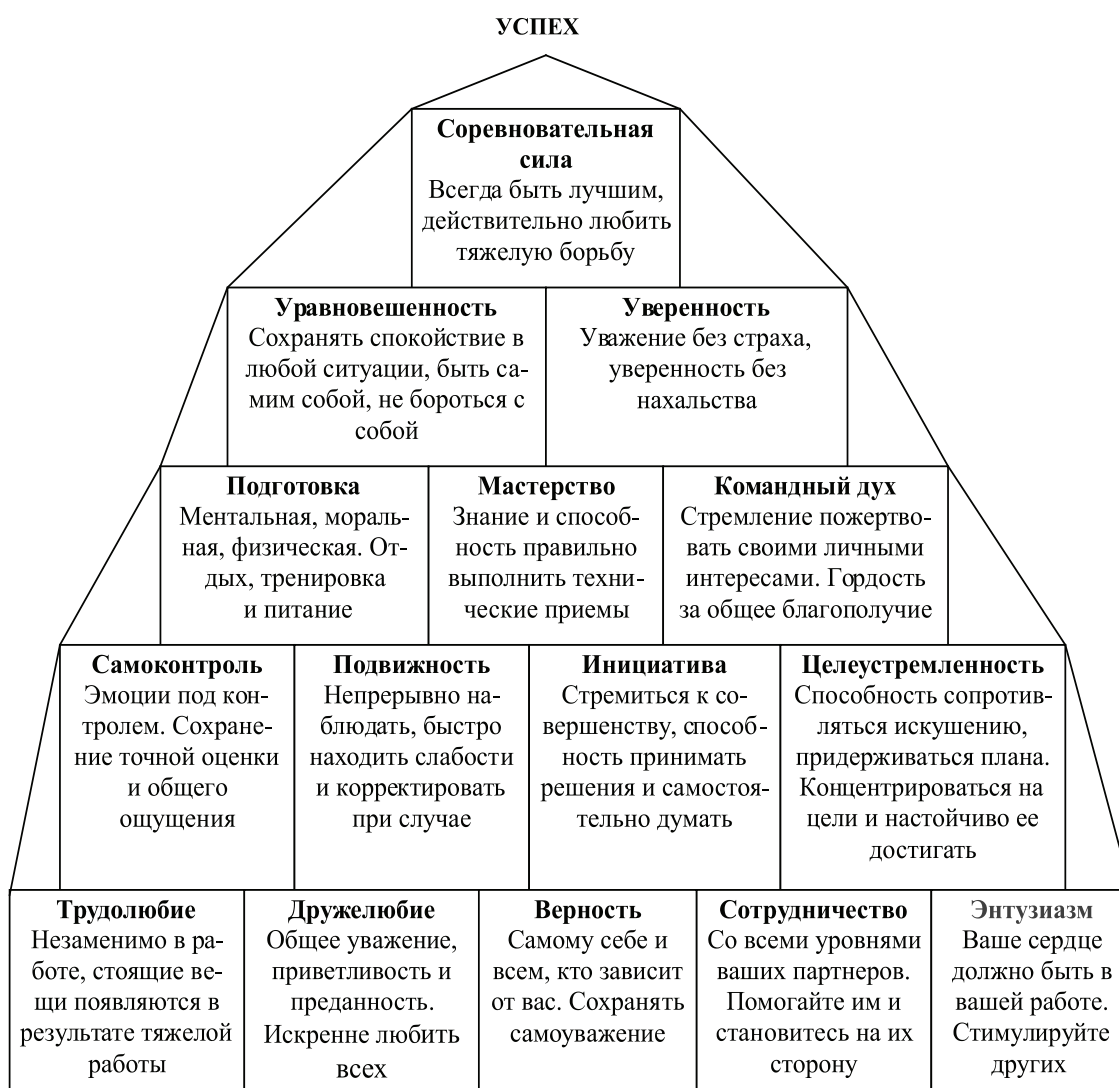 УСПЕХ
Соревновательная
сила
Всегда быть лучшим,
действительно любить
тяжелую борьбу
Уравновешенность
Сохранять спокойствие в
любой ситуации, быть са-
мим собой, не бороться с
собой
Уверенность
Уважение без страха,
уверенность без
нахальства
Подготовка
Ментальная, мораль-
ная, физическая. От-
дых, тренировка
и питание
Мастерство
Знание и способ-
ность правильно
выполнить техни-
ческие приемы
Командный дух
Стремление пожертво-
вать своими личными
интересами. Гордость
за общее благополучие
Самоконтроль
Эмоции под кон-
тролем. Сохране-
ние точной оценки
и общего
ощущения
Подвижность
Непрерывно на-
блюдать, быстро
находить слабости
и корректировать
при случае
Инициатива
Стремиться к со-
вершенству, способ-
ность принимать
решения и самостоя-
тельно думать
Целеустремленность
Способность сопротив-
ляться искушению,
придерживаться плана.
Концентрироваться на
цели и настойчиво ее
достигать
Трудолюбие
Незаменимо в ра-
боте, стоящие ве-
щи появляются в
результате тяжелой
работы
Дружелюбие
Общее уважение,
приветливость и
преданность.
Искренне любить
всех
Верность
Самому себе и
всем, кто зависит
от вас. Сохранять
самоуважение
Сотрудничество
Со всеми уровнями
ваших партнеров.
Помогайте им и
становитесь на их
сторону
Энтузиазм
Ваше сердце
должно быть в
вашей работе.
Стимулируйте
других